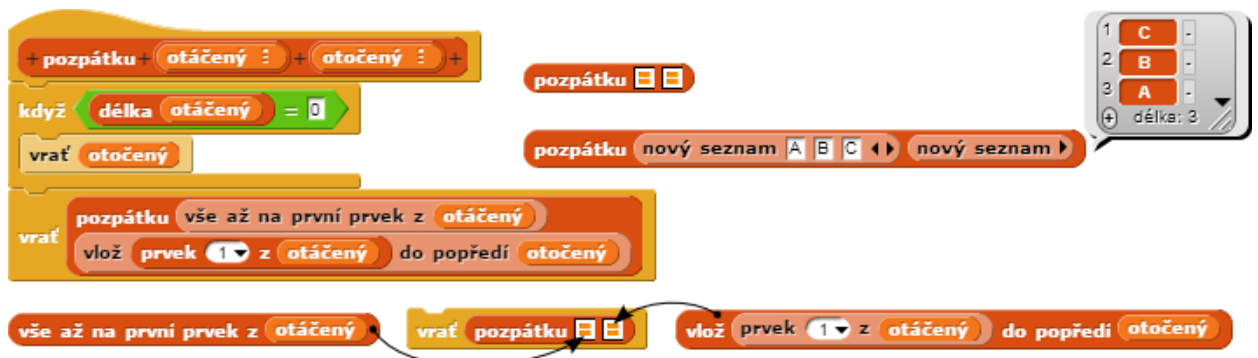 + pozpátku + otáčený ⋮ + otočený ⋮ +
když délka otáčený = 0
vrať otočený
vrať pozpátku vše až na první prvek z otáčený
vlož prvek 1 z otáčený do popředí otočený
pozpátku
pozpátku nový seznam A B C nový seznam
1 C -
2 B -
3 A -
+ délka: 3
vše až na první prvek z otáčený
vrať pozpátku
vlož prvek 1 z otáčený do popředí otočený